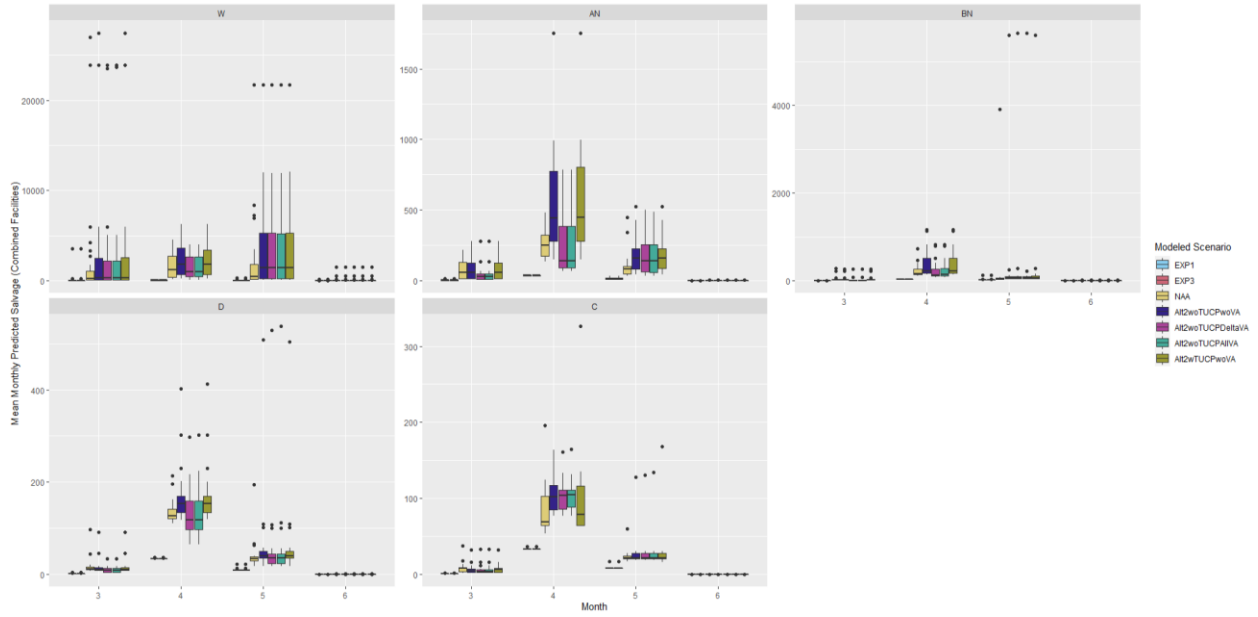 W
AN
BN
20000
10000
0
1500
1000
500
0
4000
2000
0
3
4
5
6
D
C
400
200
0
300
200
100
0
3
4
5
6
3
4
5
6
Month
Mean Monthly Predicted Salvage (Combined Facilities)
Modeled Scenario
EXP1
EXP3
NAA
Alt2woTUCPwoVA
Alt2woTUCPDeltaVA
Alt2woTUCPAllVA
Alt2wTUCPwoVA